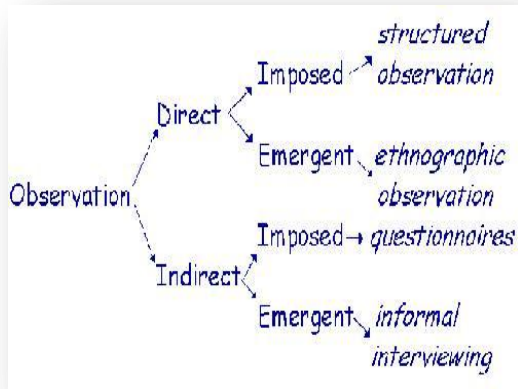 structured
Imposed observation
Direct
Emergent ethnographic
observation
Observation
Imposed questionnaires
Indirect
Emergent informal
interviewing